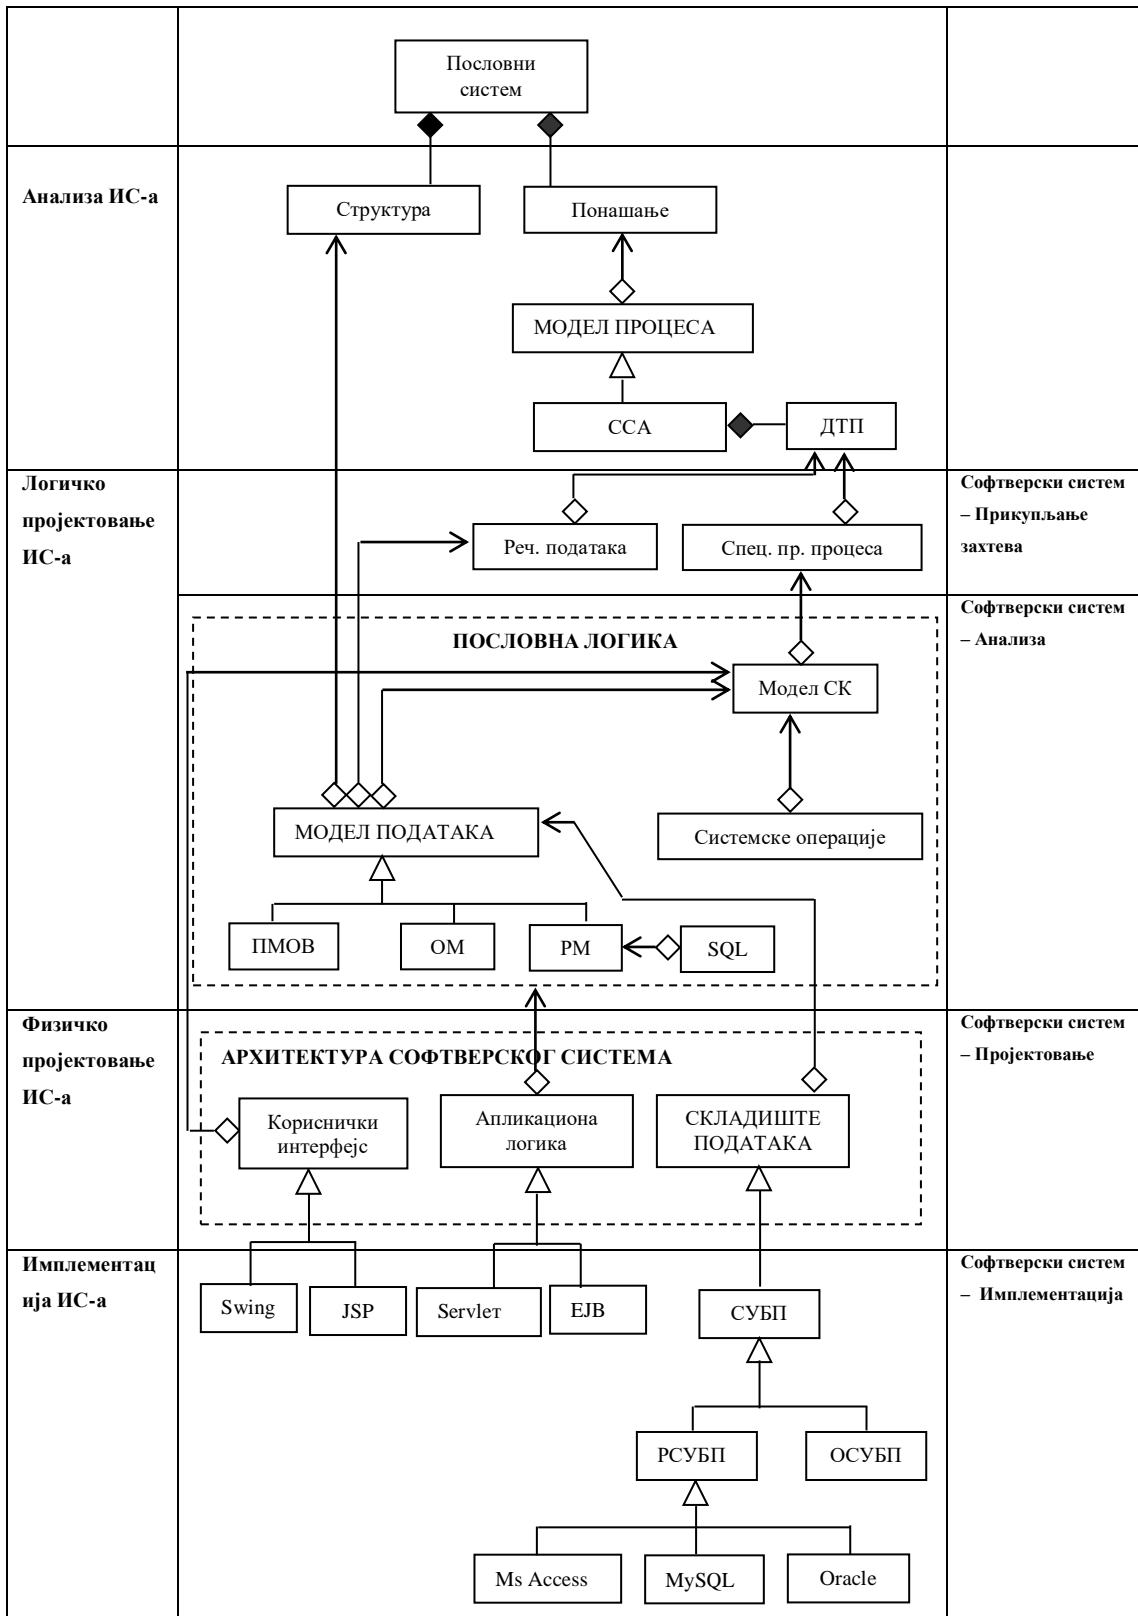 Пословни
систем
Анализа ИС-а
Структура
Понашање
МОДЕЛ ПРОЦЕСА
ССА
ДТП
Логичко
пројектовање
ИС-а
Реч. података
Спец. пр. процеса
Софтверски систем
– Прикупљање
захтева
ПОСЛОВНА ЛОГИКА
Модел СК
Софтверски систем
– Анализа
МОДЕЛ ПОДАТАКА
Системске операције
ПМОВ
ОМ
РМ
SQL
Физичко
пројектовање
ИС-а
АРХИТЕКТУРА СОФТВЕРСКОГ СИСТЕМА
Софтверски систем
– Пројектовање
Кориснички
интерфејс
Апликациона
логика
СКЛАДИШТЕ
ПОДАТАКА
Имплементац
ија ИС-а
Софтверски систем
– Имплементација
Swing
JSP
Servlet
EJB
СУБП
РСУБП
ОСУБП
Ms Access
MySQL
Oracle